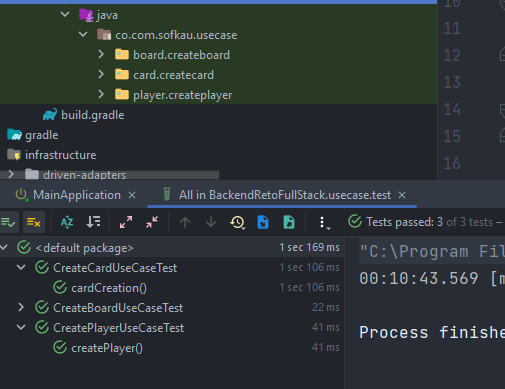 java
co.com.sofkau.usecase
board.createboard
card.createcard
player.createplayer
build.gradle
gradle
infrastructure
driven-adapters
10
11
12
13
14
15
16
MainApplication
All in BackendRetoFullStack.usecase.test
Tests passed: 3 of 3 tests –
<default package> 1 sec 169 ms
CreateCardUseCaseTest 1 sec 106 ms
cardCreation() 1 sec 106 ms
CreateBoardUseCaseTest 22 ms
CreatePlayerUseCaseTest 41 ms
createPlayer() 41 ms
"C:\Program Fil
00:10:43.569 [m
Process finishe